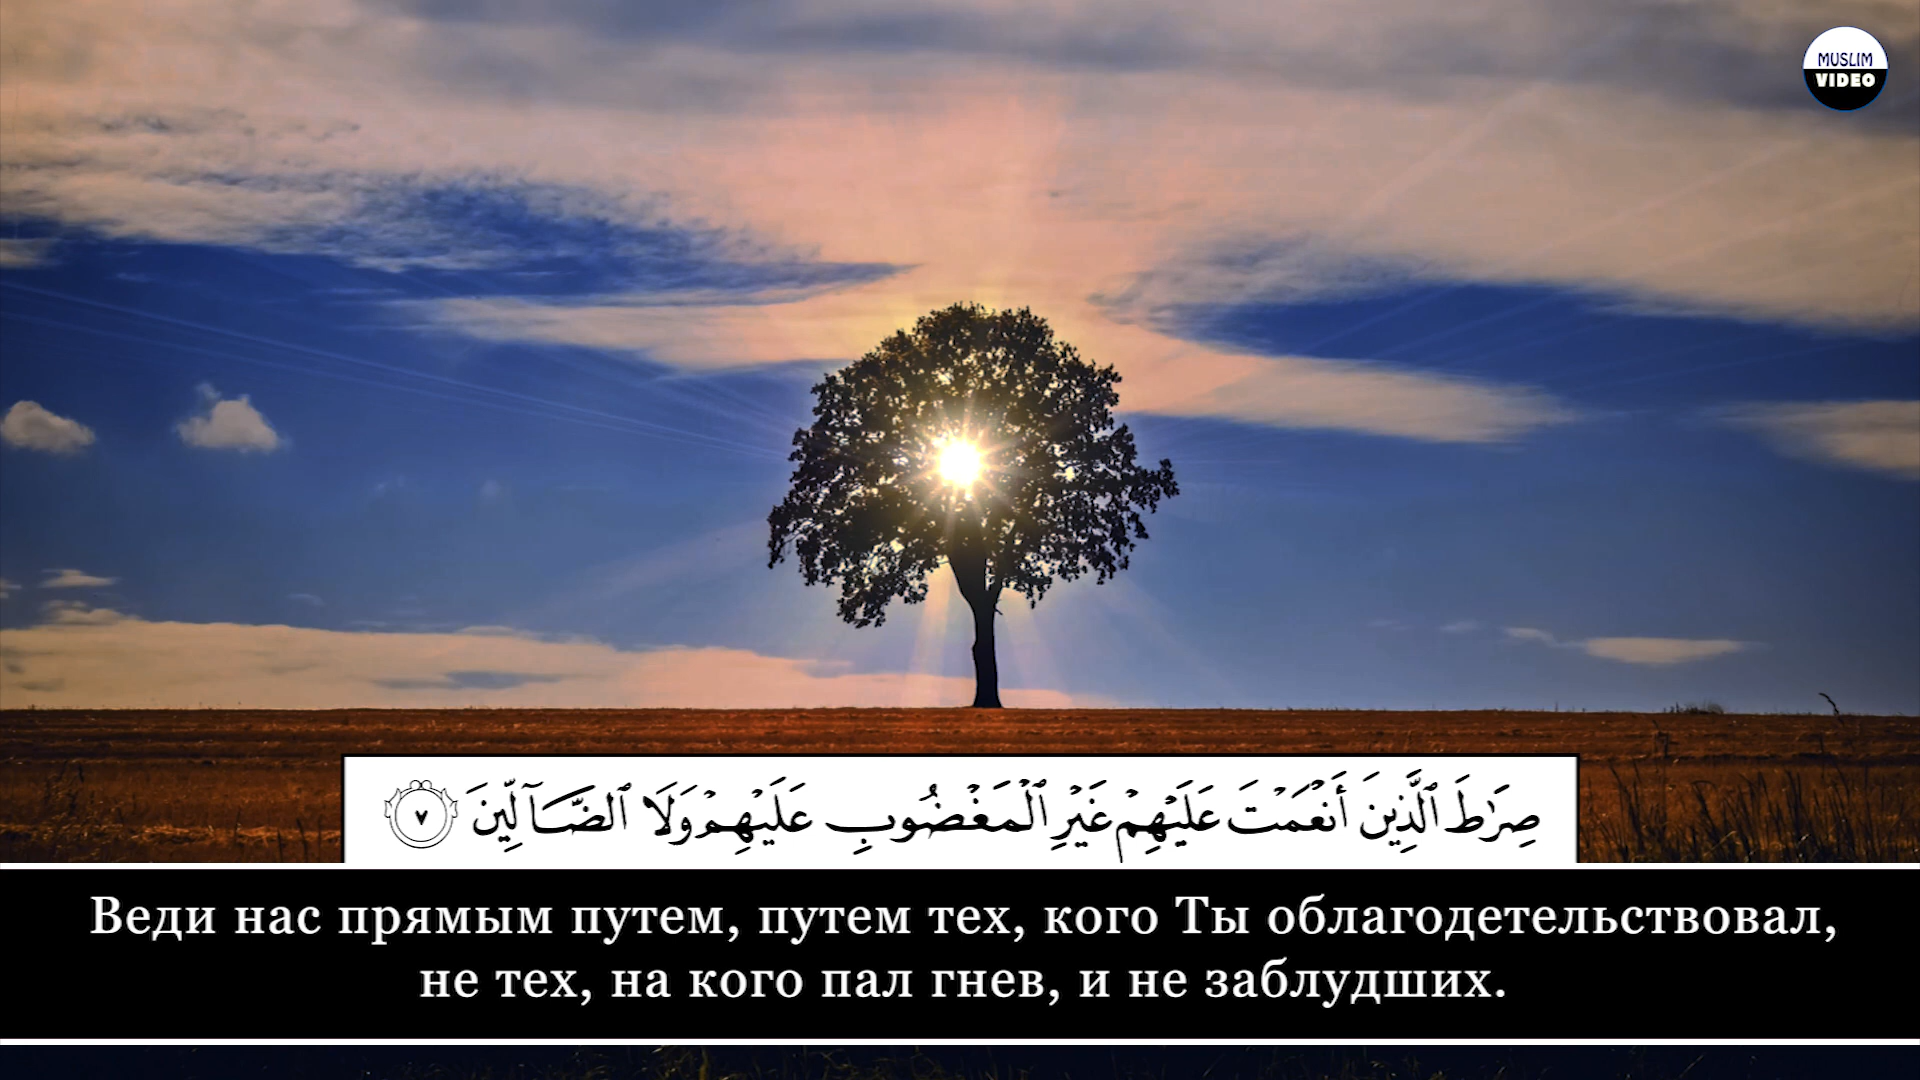 MUSLIM
VIDEO
صِرَٰطَ ٱلَّذِينَ أَنْعَمْتَ عَلَيْهِمْ غَيْرِ ٱلْمَغْضُوبِ عَلَيْهِمْ وَلَا ٱلضَّآلِّينَ ٧
Веди нас прямым путем, путем тех, кого Ты облагодетельствовал,
не тех, на кого пал гнев, и не заблудших.